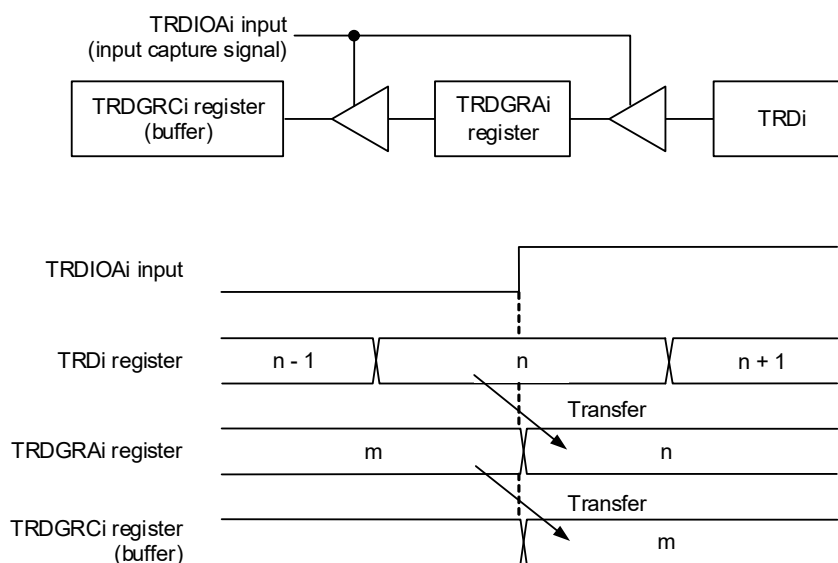 TRDIOAi input
(input capture signal)
TRDGRCi register
(buffer)
TRDGRAi
register
TRDi
TRDIOAi input
TRDi register
n - 1
n
n + 1
Transfer
TRDGRAi register
m
n
Transfer
TRDGRCi register
(buffer)
m